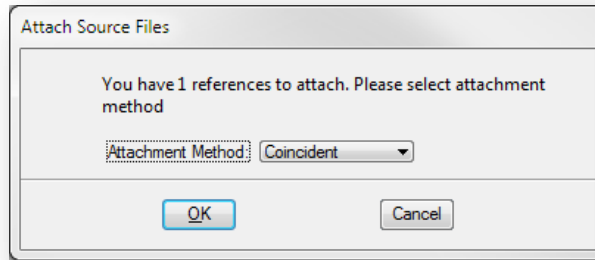 Attach Source Files
You have 1 references to attach. Please select attachment
method
Attachment Method: Coincident
OK Cancel